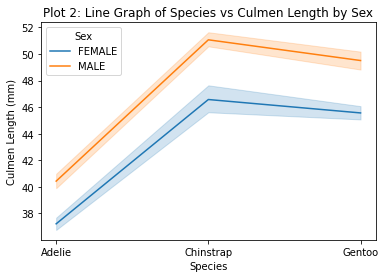 Plot 2: Line Graph of Species vs Culmen Length by Sex
Sex
FEMALE
MALE
Culmen Length (mm)
52
50
48
46
44
42
40
38
Adelie
Chinstrap
Gentoo
Species